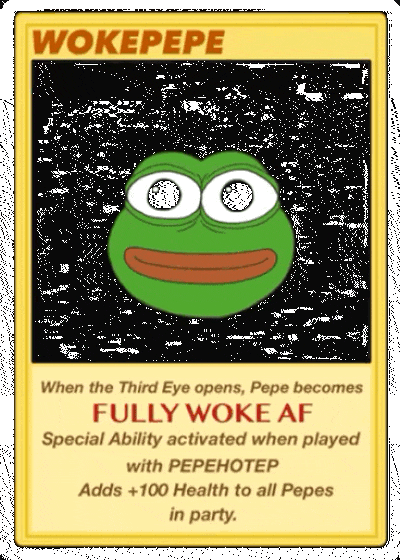 WOKEPEPE
When the Third Eye opens, Pepe becomes
FULLY WOKE AF
Special Ability activated when played
with PEPEHOTEP
Adds +100 Health to all Pepes
in party.